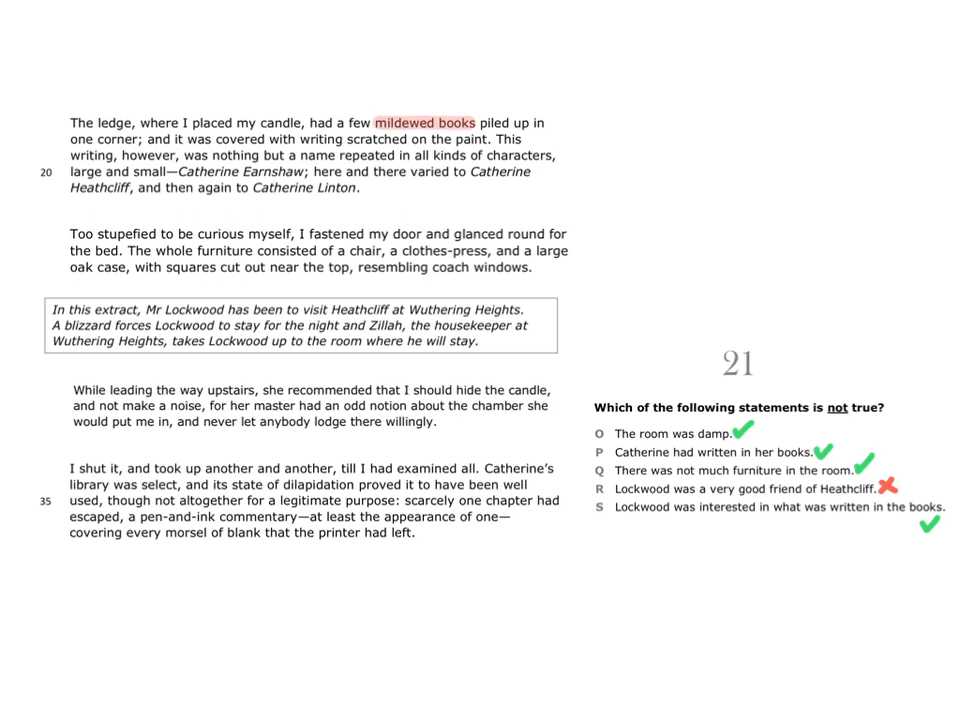 The ledge, where I placed my candle, had a few mildewed books piled up in
one corner; and it was covered with writing scratched on the paint. This
writing, however, was nothing but a name repeated in all kinds of characters,
20 large and small—Catherine Earnshaw; here and there varied to Catherine
Heathcliff, and then again to Catherine Linton.
Too stupefied to be curious myself, I fastened my door and glanced round for
the bed. The whole furniture consisted of a chair, a clothes-press, and a large
oak case, with squares cut out near the top, resembling coach windows.
In this extract, Mr Lockwood has been to visit Heathcliff at Wuthering Heights.
A blizzard forces Lockwood to stay for the night and Zillah, the housekeeper at
Wuthering Heights, takes Lockwood up to the room where he will stay.
While leading the way upstairs, she recommended that I should hide the candle,
and not make a noise, for her master had an odd notion about the chamber she
would put me in, and never let anybody lodge there willingly.
I shut it, and took up another and another, till I had examined all. Catherine's
library was select, and its state of dilapidation proved it to have been well
35 used, though not altogether for a legitimate purpose: scarcely one chapter had
escaped, a pen-and-ink commentary—at least the appearance of one—
covering every morsel of blank that the printer had left.
21
Which of the following statements is not true?
O The room was damp.
P Catherine had written in her books.
Q There was not much furniture in the room.
R Lockwood was a very good friend of Heathcliff.
S Lockwood was interested in what was written in the books.